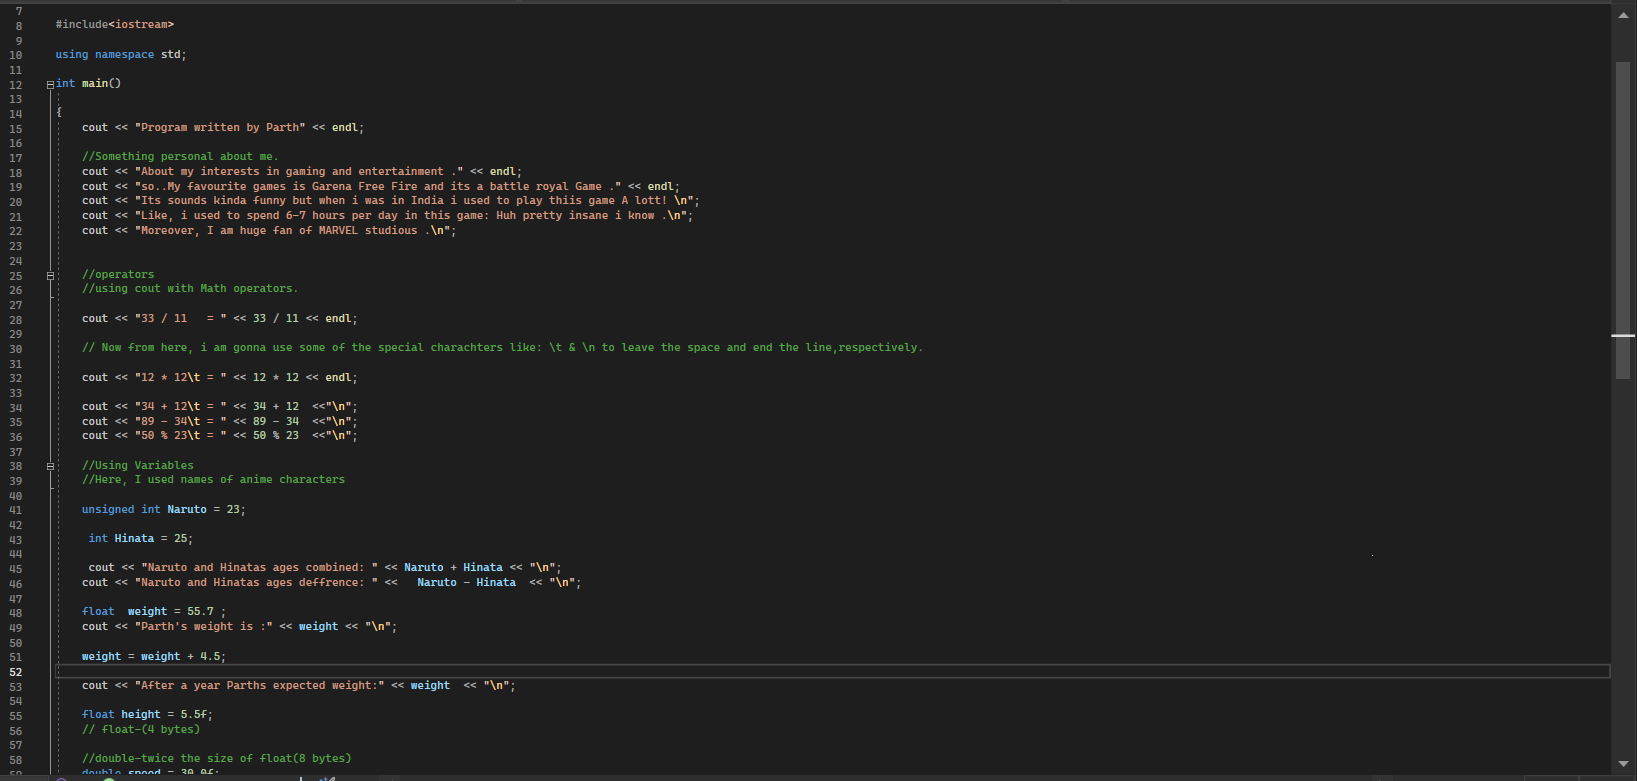 7
8 #include<iostream>
9
10 using namespace std;
11
12 int main()
13
14 {
15 cout << "Program written by Parth" << endl;
16
17 //Something personal about me.
18 cout << "About my interests in gaming and entertainment ." << endl;
19 cout << "so..My favourite games is Garena Free Fire and its a battle royal Game ." << endl;
20 cout << "Its sounds kinda funny but when i was in India i used to play thiis game A lott! \n";
21 cout << "Like, i used to spend 6-7 hours per day in this game: Huh pretty insane i know .\n";
22 cout << "Moreover, I am huge fan of MARVEL studious .\n";
23
24
25 //operators
26 //using cout with Math operators.
27
28 cout << "33 / 11   = " << 33 / 11 << endl;
29
30 // Now from here, i am gonna use some of the special charachters like: \t & \n to leave the space and end the line,respectively.
31
32 cout << "12 * 12\t = " << 12 * 12 << endl;
33
34 cout << "34 + 12\t = " << 34 + 12  <<"\n";
35 cout << "89 - 34\t = " << 89 - 34  <<"\n";
36 cout << "50 % 23\t = " << 50 % 23  <<"\n";
37
38 //Using Variables
39 //Here, I used names of anime characters
40
41 unsigned int Naruto = 23;
42
43 int Hinata = 25;
44
45 cout << "Naruto and Hinatas ages combined: " << Naruto + Hinata << "\n";
46 cout << "Naruto and Hinatas ages deffrence: " <<   Naruto - Hinata  << "\n";
47
48 float  weight = 55.7 ;
49 cout << "Parth's weight is :" << weight << "\n";
50
51 weight = weight + 4.5;
52
53 cout << "After a year Parths expected weight:" << weight  << "\n";
54
55 float height = 5.5f;
56 // float-(4 bytes)
57
58 //double-twice the size of float(8 bytes)
59 double speed = 30.0f;